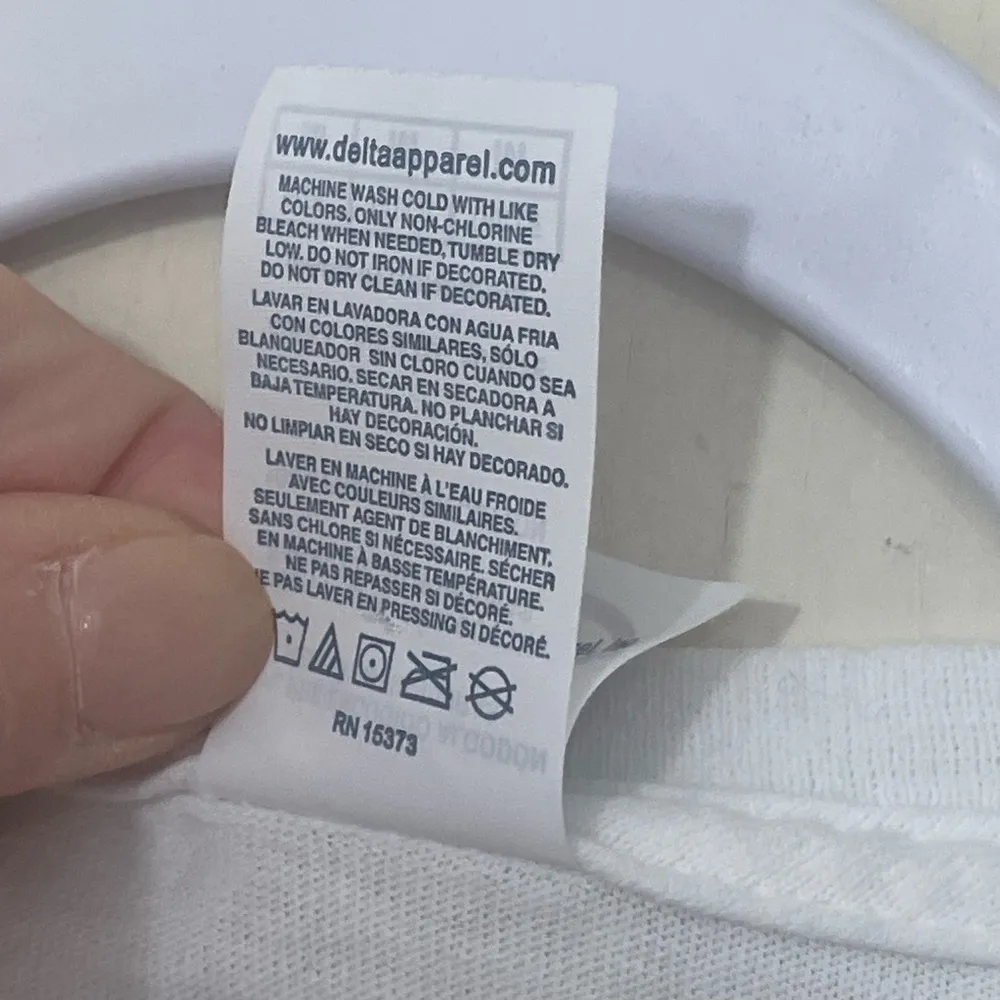 www.deltaapparel.com
MACHINE WASH COLD WITH LIKE
COLORS. ONLY NON-CHLORINE
BLEACH WHEN NEEDED, TUMBLE DRY
LOW. DO NOT IRON IF DECORATED.
DO NOT DRY CLEAN IF DECORATED.
LAVAR EN LAVADORA CON AGUA FRIA
CON COLORES SIMILARES, SÓLO
BLANQUEADOR SIN CLORO CUANDO SEA
NECESARIO. SECAR EN SECADORA A
BAJA TEMPERATURA. NO PLANCHAR SI
HAY DECORACIÓN.
NO LIMPIAR EN SECO SI HAY DECORADO.
LAVER EN MACHINE À L'EAU FROIDE
AVEC COULEURS SIMILAIRES.
SEULEMENT AGENT DE BLANCHIMENT.
SANS CHLORE SI NÉCESSAIRE. SÉCHER
EN MACHINE À BASSE TEMPÉRATURE.
NE PAS REPASSER SI DÉCORÉ.
NE PAS LAVER EN PRESSING SI DÉCORÉ.
RN 15373